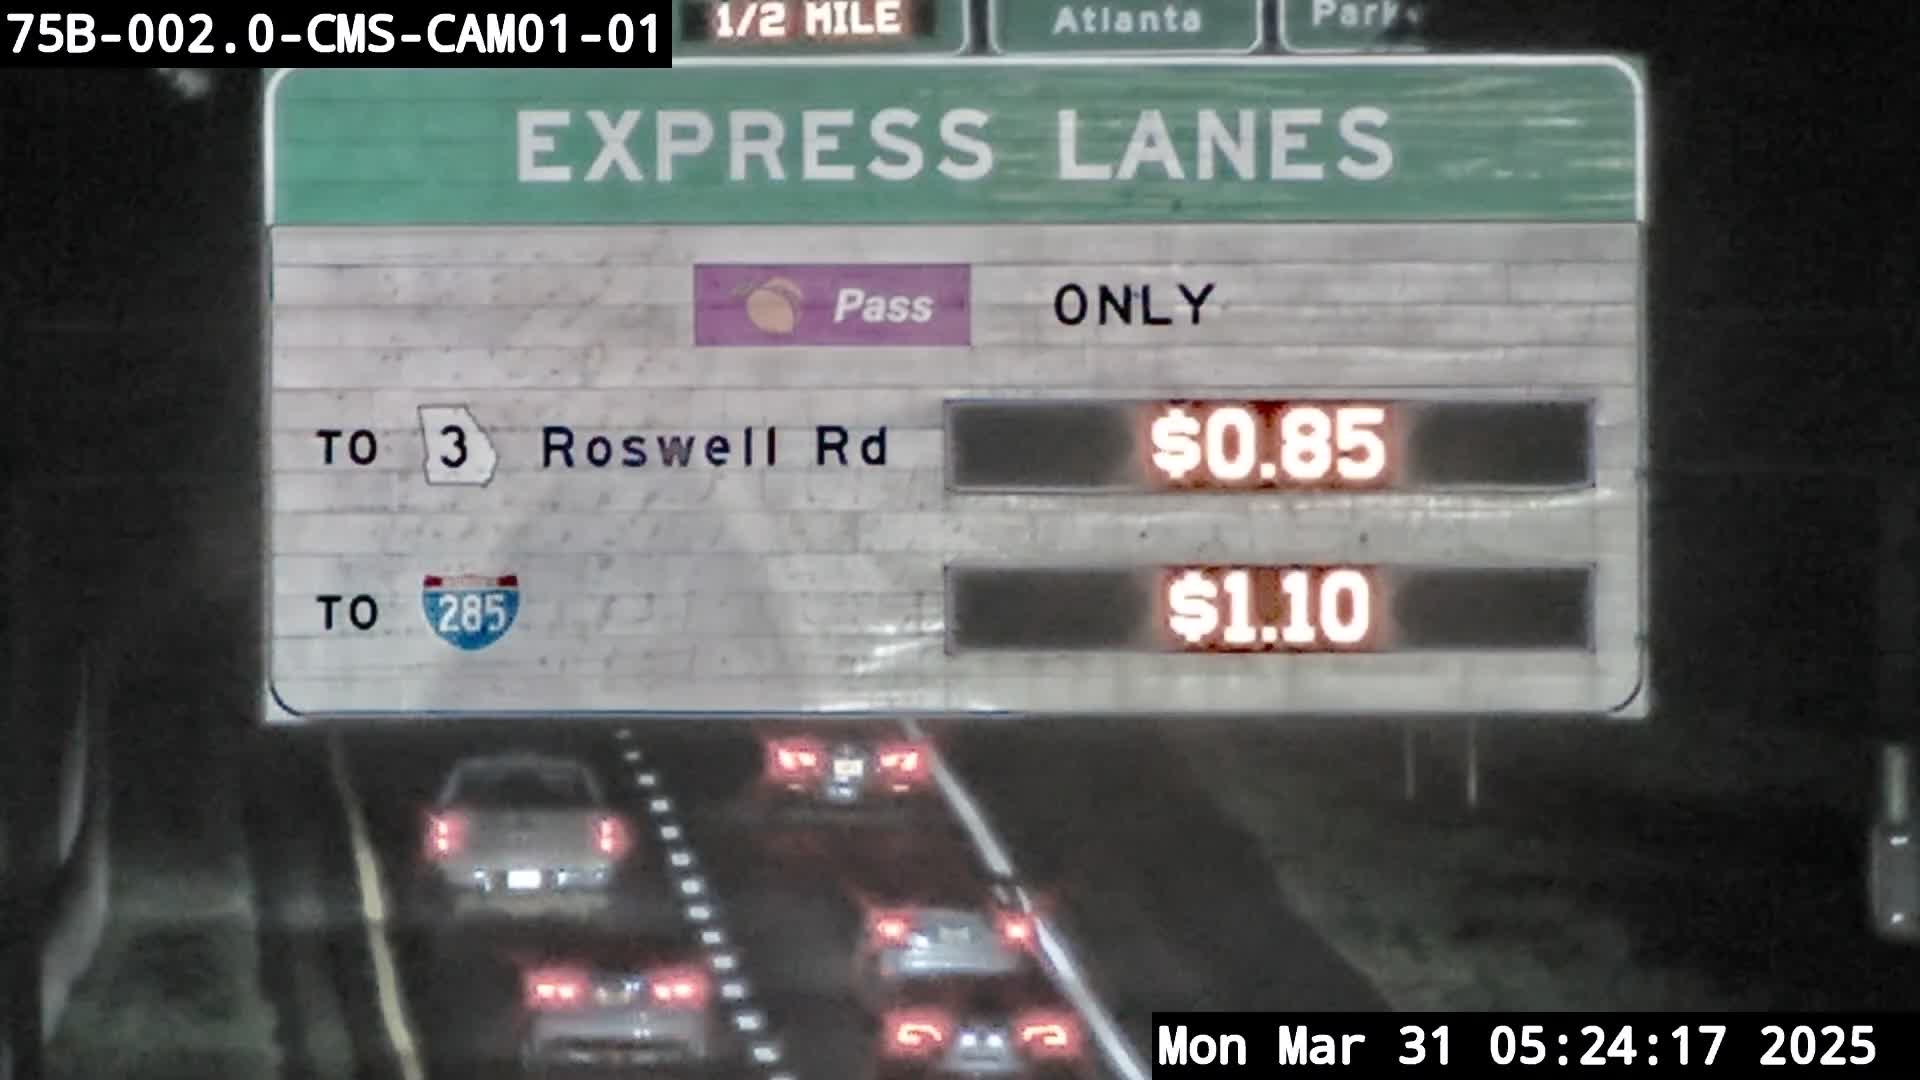 75B-002.0-CMS-CAM01-01
1/2 MILE
Atlanta
EXPRESS LANES
Pass ONLY
TO 3 Roswell Rd $0.85
TO 285 $1.10
Mon Mar 31 05:24:17 2025